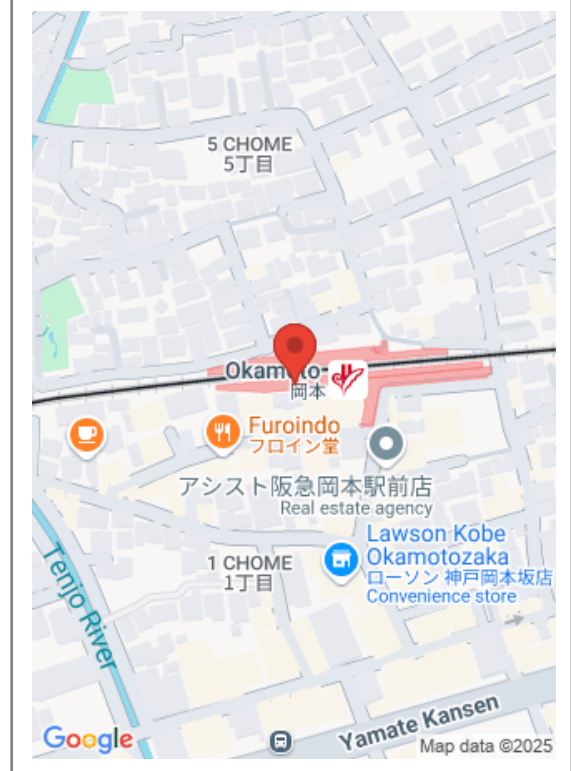 5 CHOME
5丁目
Okamoto
岡本
Furoindo
フロイン堂
アシスト阪急岡本駅前店
Real estate agency
Lawson Kobe
Okamotozaka
ローソン 神戸岡本坂店
Convenience store
1 CHOME
1丁目
Tenjo River
Yamate Kansen
Google
Map data ©2025